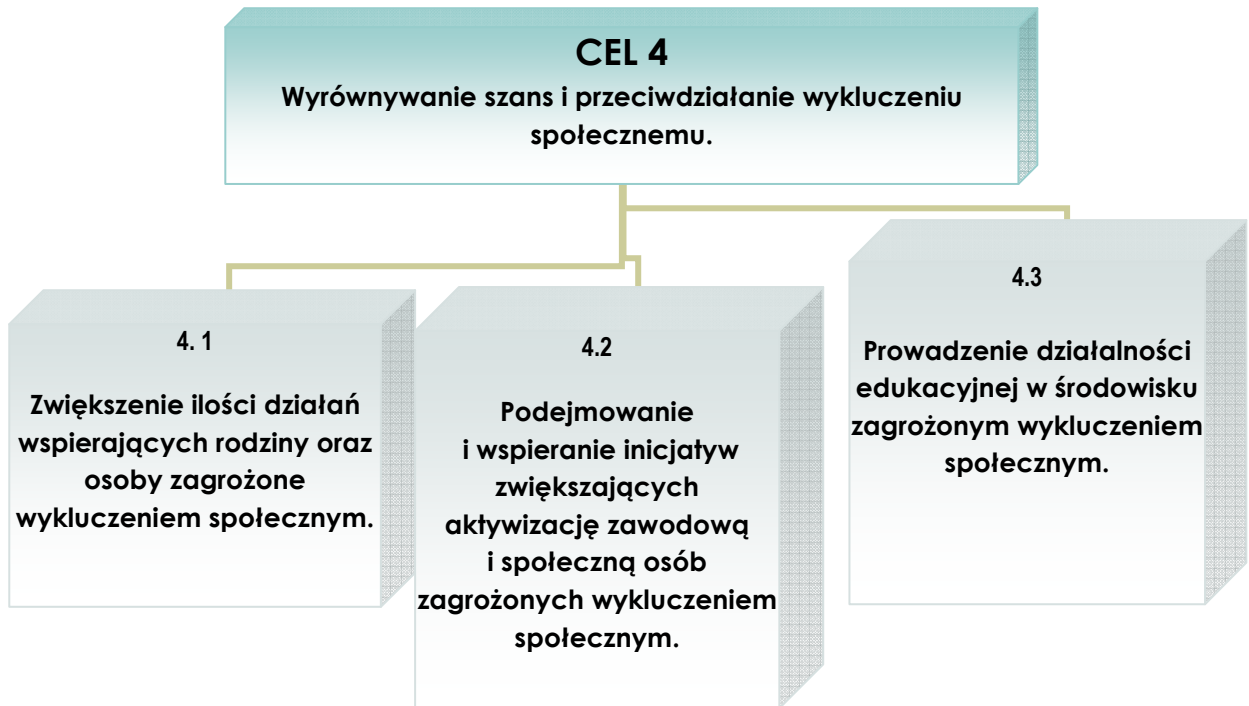 CEL 4
Wyrównywanie szans i przeciwdziałanie wykluczeniu
społecznemu.
4. 1
Zwiększenie ilości działań
wspierających rodziny oraz
osoby zagrożone
wykluczeniem społecznym.
4.2
Podejmowanie
i wspieranie inicjatyw
zwiększających
aktywizację zawodową
i społeczną osób
zagrożonych wykluczeniem
społecznym.
4.3
Prowadzenie działalności
edukacyjnej w środowisku
zagrożonym wykluczeniem
społecznym.